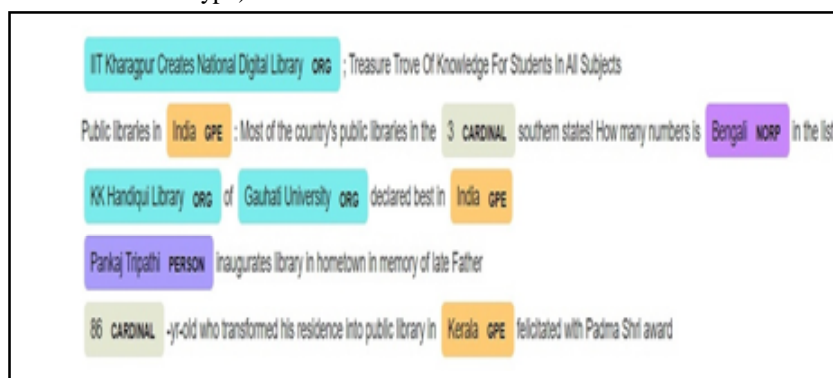 IIT Kharagpur Creates National Digital Library ORG ; Treasure Trove Of Knowledge For Students In All Subjects
Public libraries in India GPE : Most of the country's public libraries in the 3 CARDINAL southern states! How many numbers is Bengali NORP in the list
KK Handiqui Library ORG of Gauhati University ORG declared best in India GPE
Pankaj Tripathi PERSON inaugurates library in hometown in memory of late Father
86 CARDINAL -yr-old who transformed his residence into public library in Kerala GPE felicitated with Padma Shri award